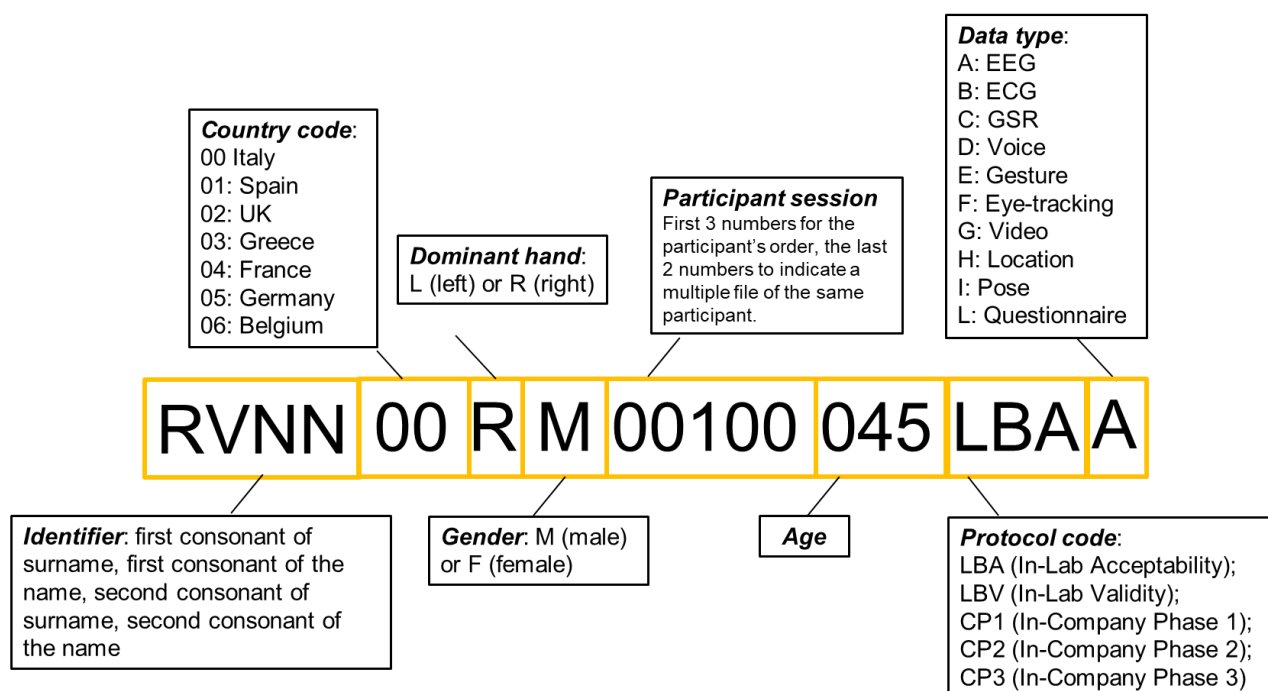 Data type:
A: EEG
B: ECG
C: GSR
D: Voice
E: Gesture
F: Eye-tracking
G: Video
H: Location
I: Pose
L: Questionnaire
Country code:
00 Italy
01: Spain
02: UK
03: Greece
04: France
05: Germany
06: Belgium
Participant session
First 3 numbers for the
participant's order, the last
2 numbers to indicate a
multiple file of the same
participant.
Dominant hand:
L (left) or R (right)
RVNN 00 R M 00100 045 LBA A
Identifier: first consonant of
surname, first consonant of the
name, second consonant of
surname, second consonant of
the name
Gender: M (male)
or F (female)
Age
Protocol code:
LBA (In-Lab Acceptability);
LBV (In-Lab Validity);
CP1 (In-Company Phase 1);
CP2 (In-Company Phase 2);
CP3 (In-Company Phase 3)